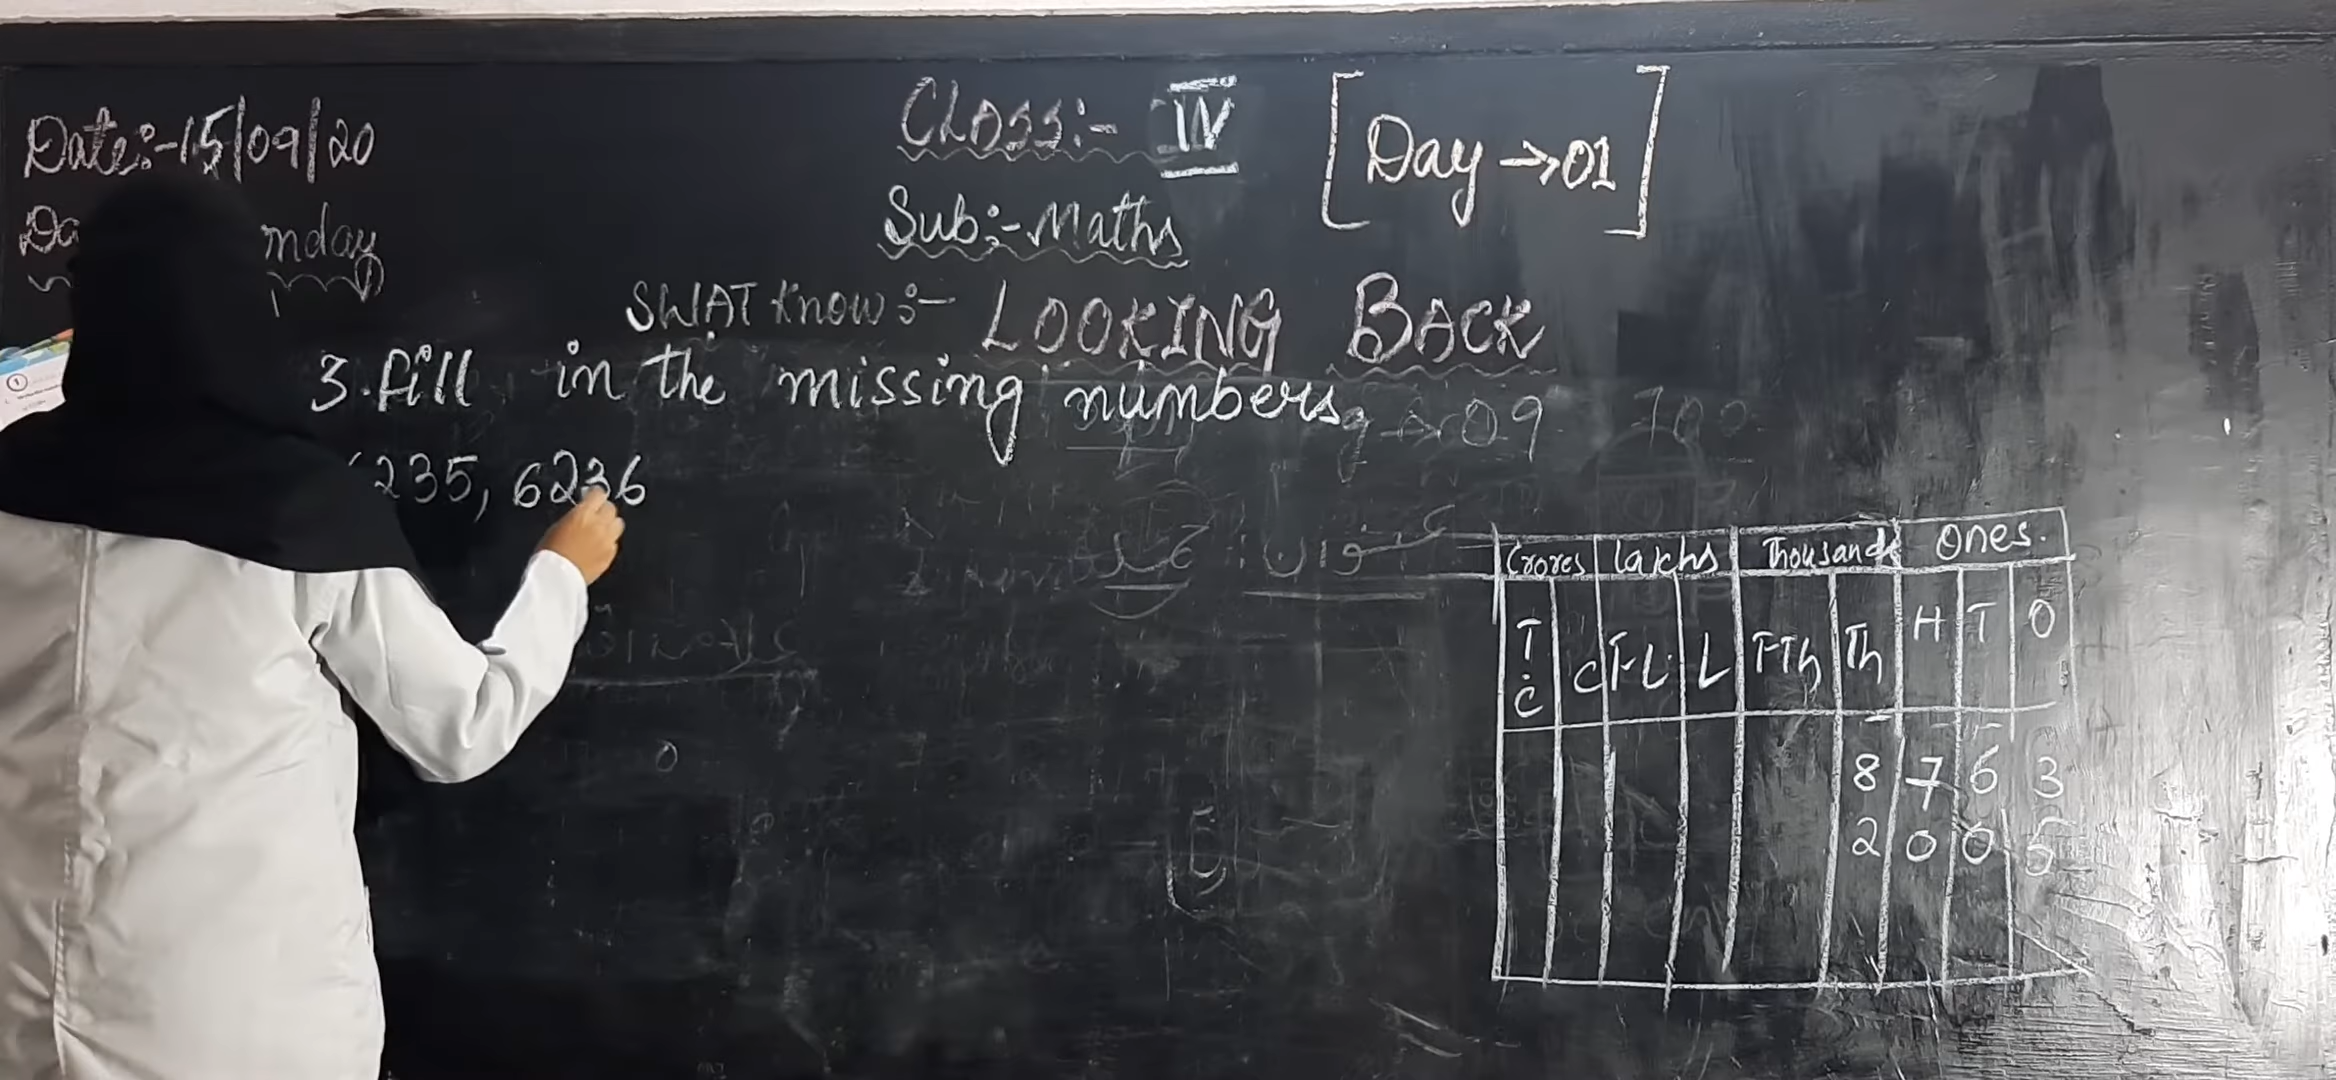 Date:-15/09/20
Class:- IV
[Day →01]
mday
Sub:-Maths
SWAT Know:- LOOKING BACK
3. fill in the missing numbers,
→09
235, 6236
Crores Lakhs Thousands Ones.
T.C C T-L L T-Th Th H T O
8 7 6 3
2 0 0 5